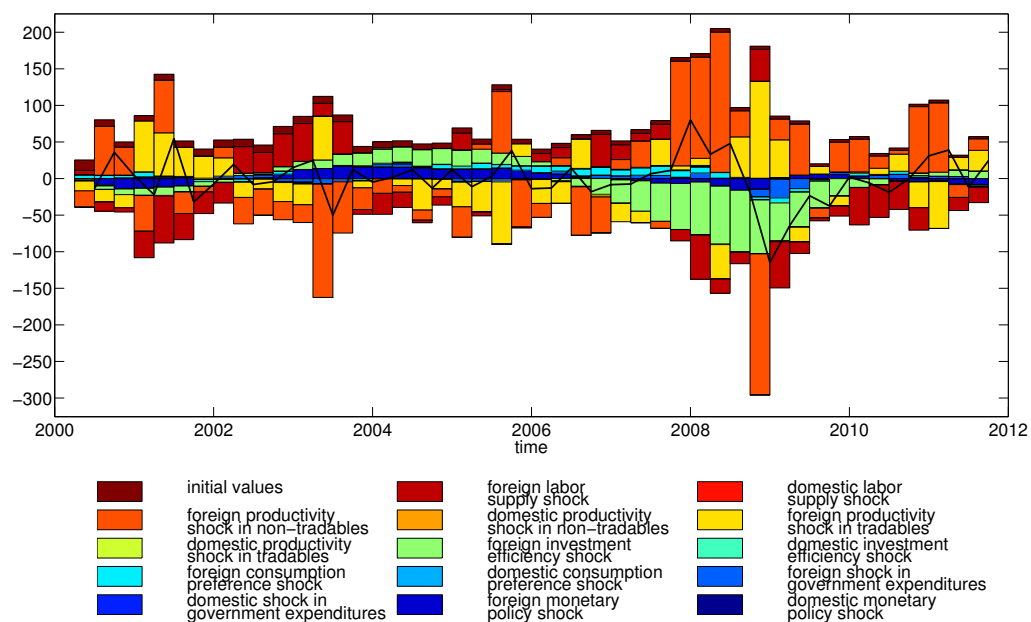 200
150
100
50
0
−50
−100
−150
−200
−250
−300
2000 2002 2004 2006 2008 2010 2012
time
initial values
foreign labor
supply shock
domestic labor
supply shock
foreign productivity
shock in non−tradables
domestic productivity
shock in non−tradables
foreign productivity
shock in tradables
domestic productivity
shock in tradables
foreign investment
efficiency shock
domestic investment
efficiency shock
foreign consumption
preference shock
domestic consumption
preference shock
foreign shock in
government expenditures
domestic shock in
government expenditures
foreign monetary
policy shock
domestic monetary
policy shock